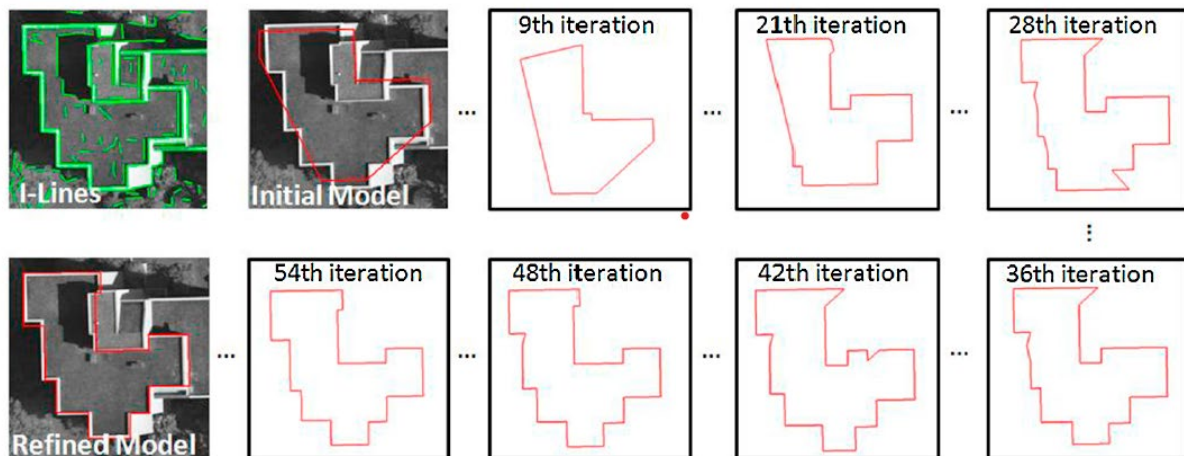 9th iteration
21th iteration
28th iteration
...
...
...
I-Lines
Initial Model
...
54th iteration
48th iteration
42th iteration
36th iteration
...
...
...
Refined Model